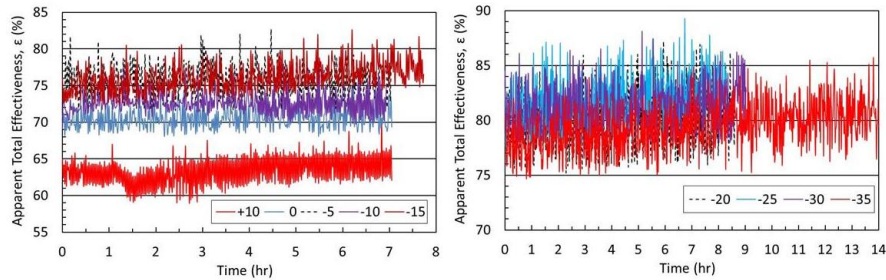 Apparent Total Effectiveness, ε (%)
85
80
75
70
65
60
55
+10 0 -5 -10 -15
0 1 2 3 4 5 6 7 8
Time (hr)
Apparent Total Effectiveness, ε (%)
90
85
80
75
70
-20 -25 -30 -35
0 1 2 3 4 5 6 7 8 9 10 11 12 13 14
Time (hr)